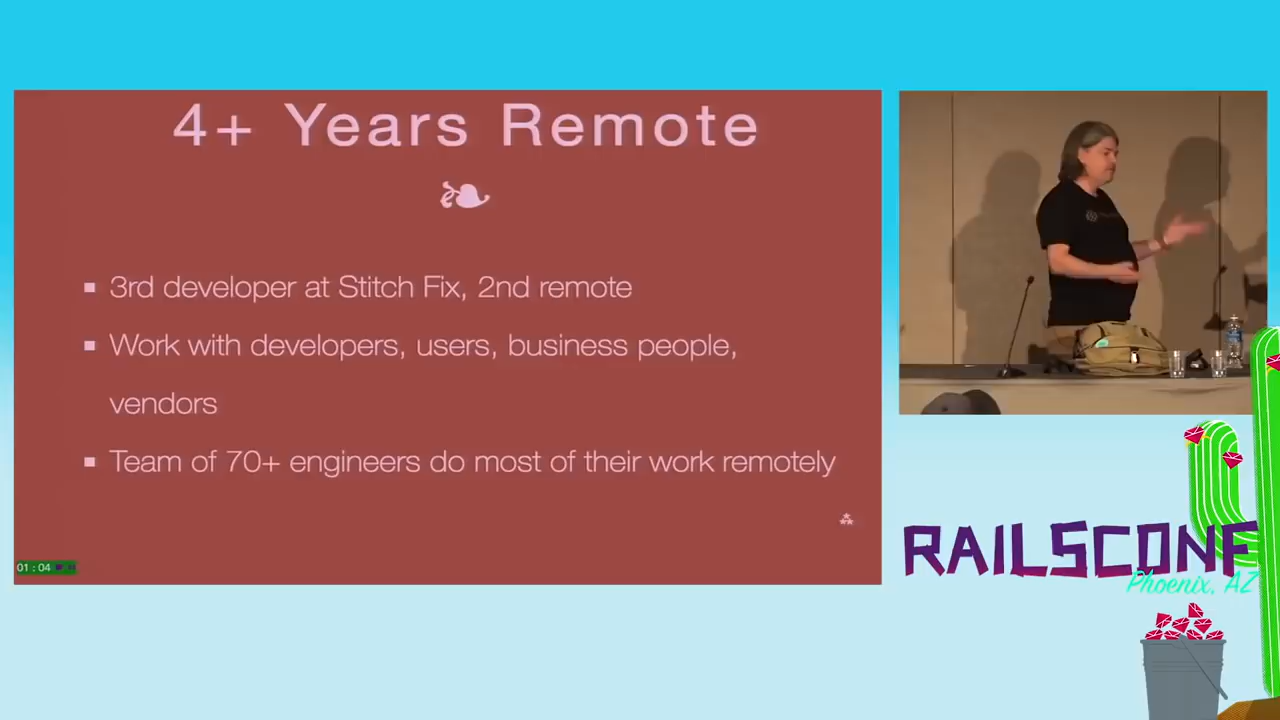 4+ Years Remote
3rd developer at Stitch Fix, 2nd remote
Work with developers, users, business people,
vendors
Team of 70+ engineers do most of their work remotely
01:04
RAILSCONF
Phoenix, AZ